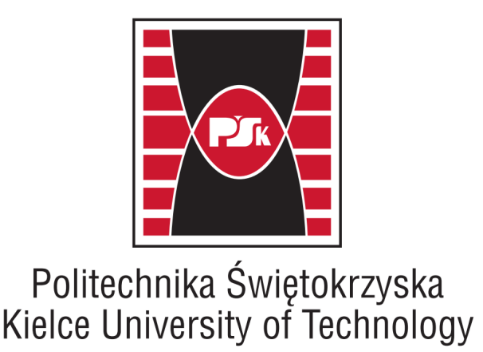 PŚk
Politechnika Świętokrzyska
Kielce University of Technology